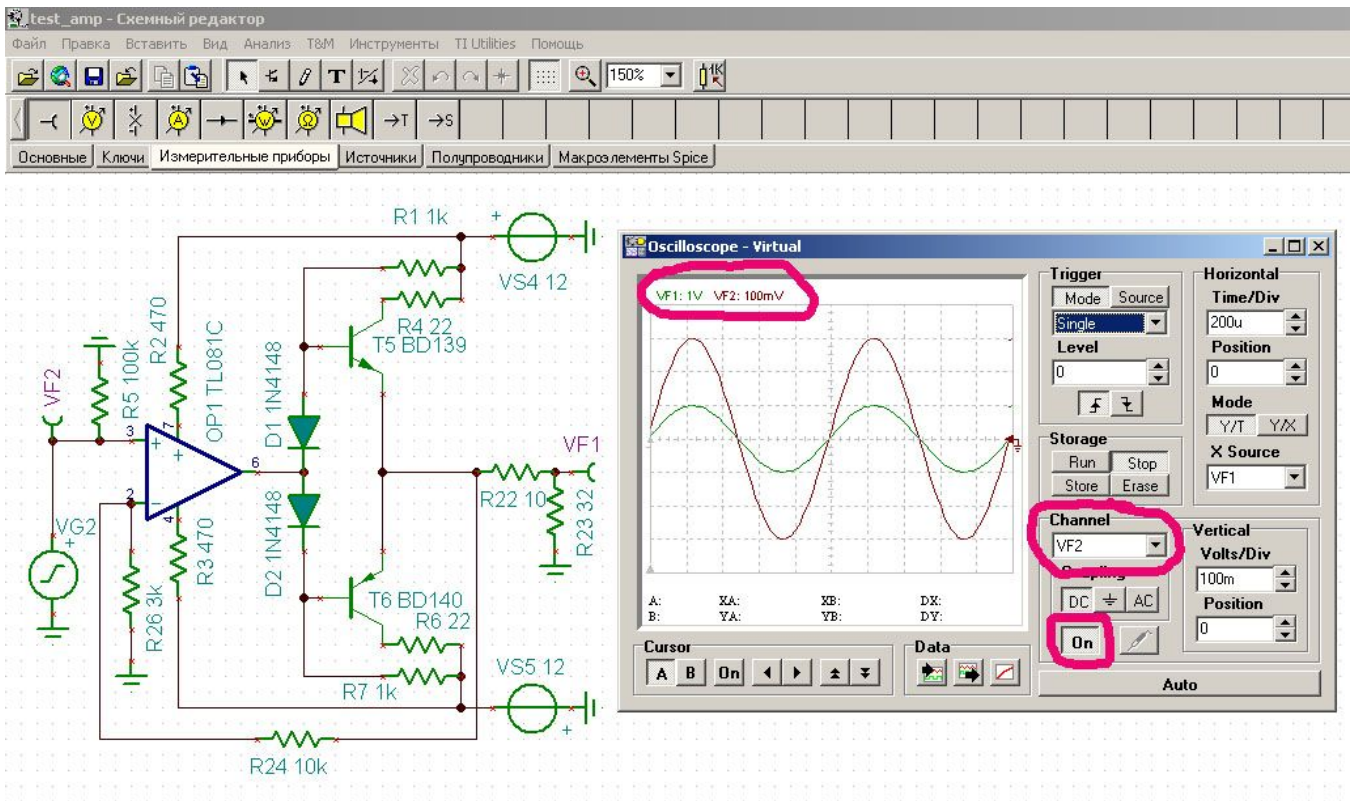 test_amp - Схемный редактор
Файл Правка Вставить Вид Анализ T&M Инструменты TI Utilities Помощь
T 150% 1K
V A W Ω →T →S
Основные Ключи Измерительные приборы Источники Полупроводники Макроэлементы Spice
R1 1k
+
VS4 12
R4 22
T5 BD139
R2 470
R5 100k
VF2
OP1 TL081C
D1 1N4148
3
+
7
+
6
2
-
4
VF1
R22 10
R23 32
VG2
+
R3 470
D2 1N4148
R26 3k
T6 BD140
R6 22
R7 1k
VS5 12
+
R24 10k
Oscilloscope - Virtual
VF1: 1V VF2: 100mV
A: XA: XB: DX:
B: YA: YB: DY:
Cursor
A B On
Data
Trigger
Mode Source
Single
Level
0
Storage
Run Stop
Store Erase
Channel
VF2
Coupling
DC AC
On
Horizontal
Time/Div
200u
Position
0
Mode
Y/T Y/X
X Source
VF1
Vertical
Volts/Div
100m
Position
0
Auto